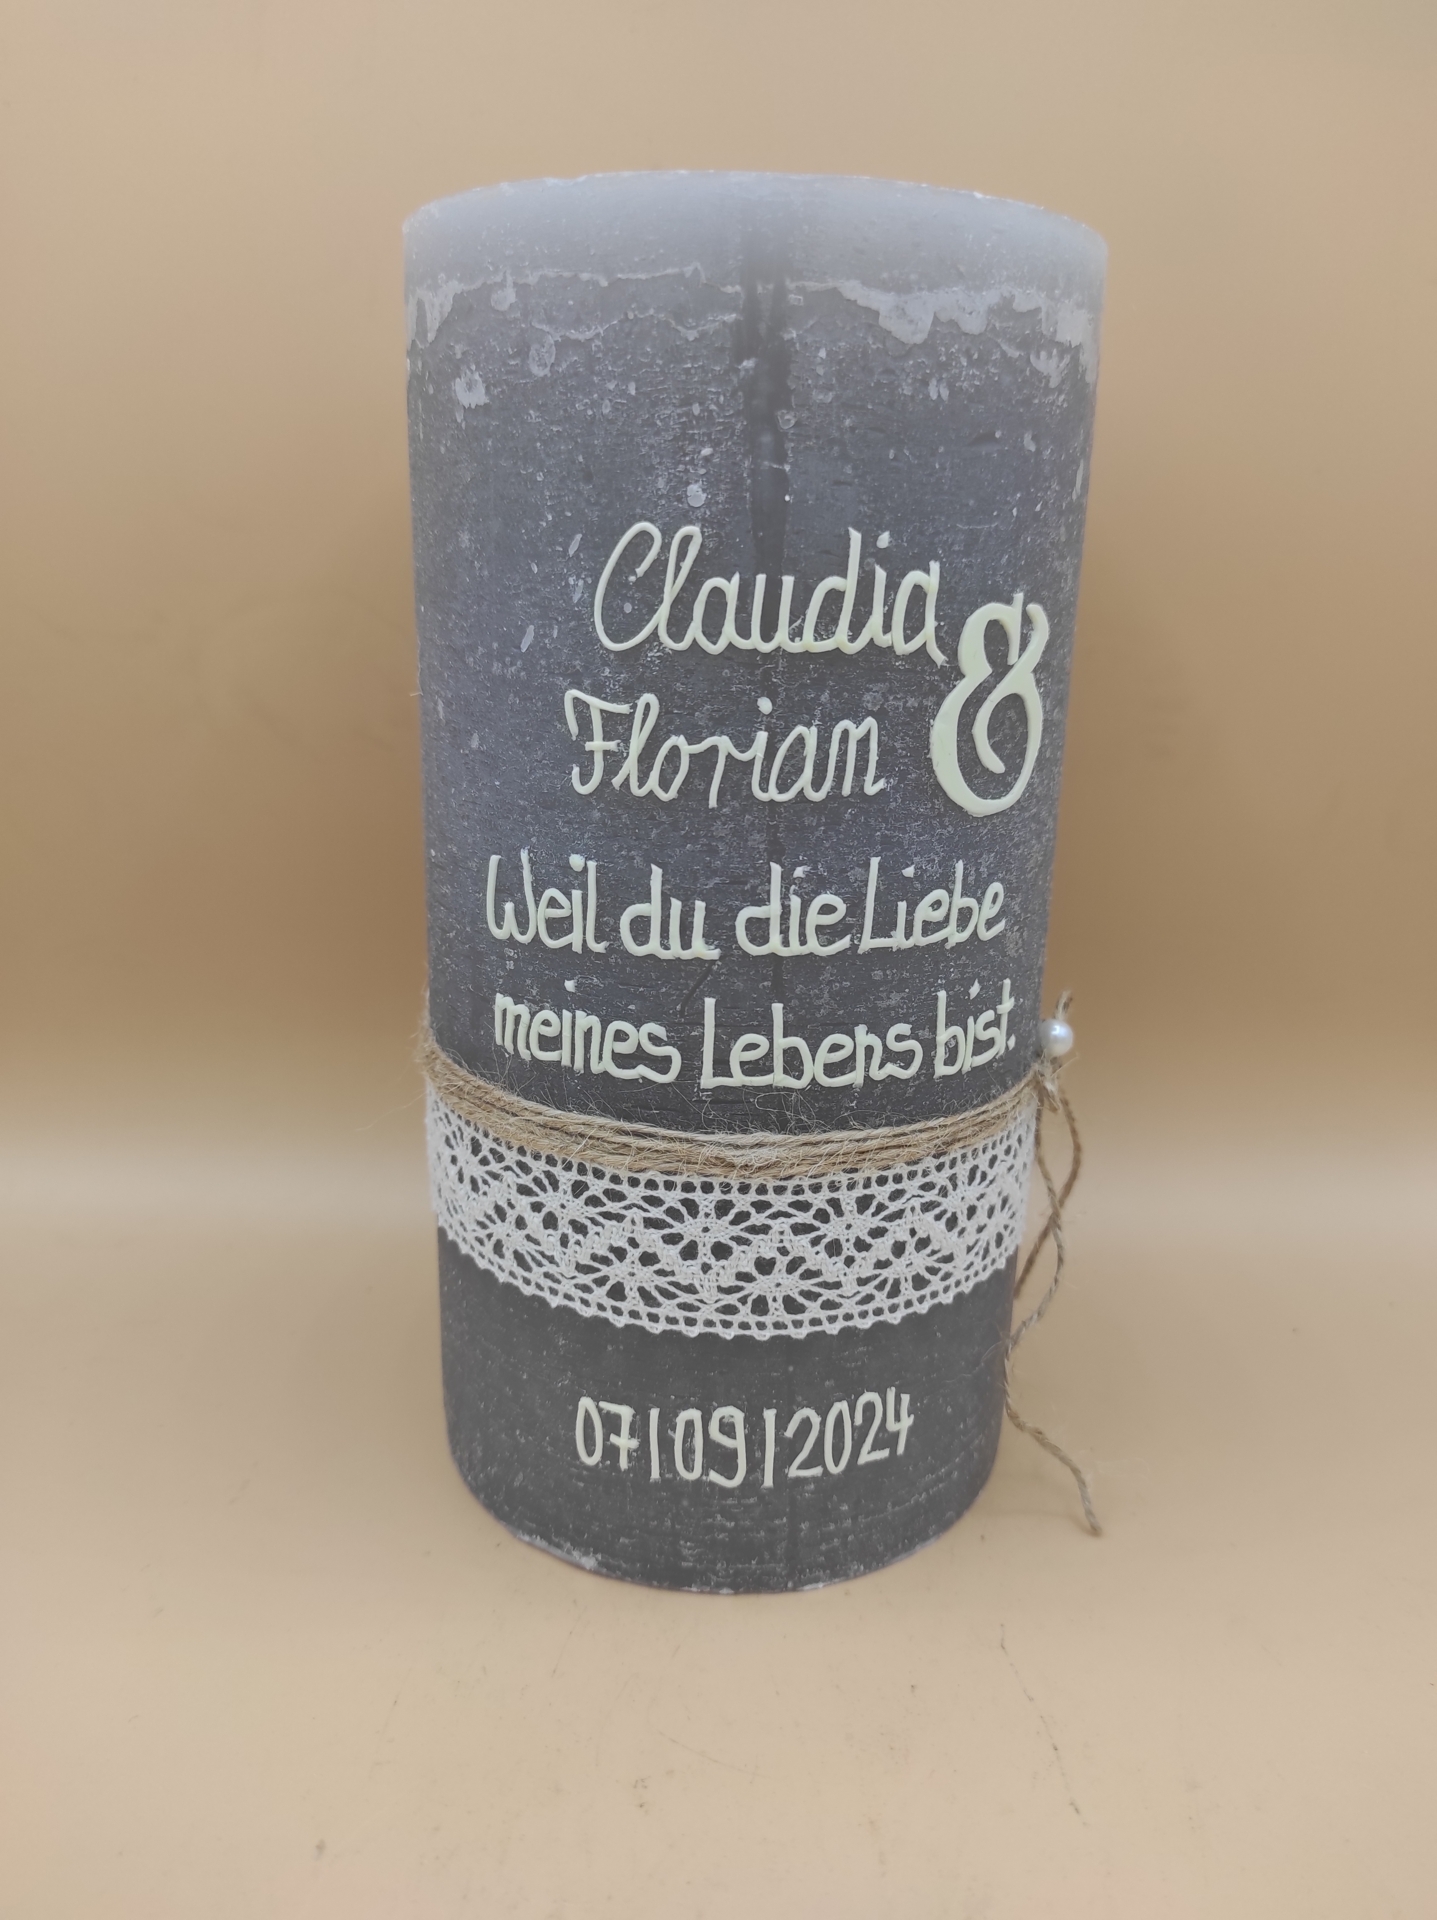 Claudia &
Florian
Weil du die Liebe
meines Lebens bist.
07|09|2024